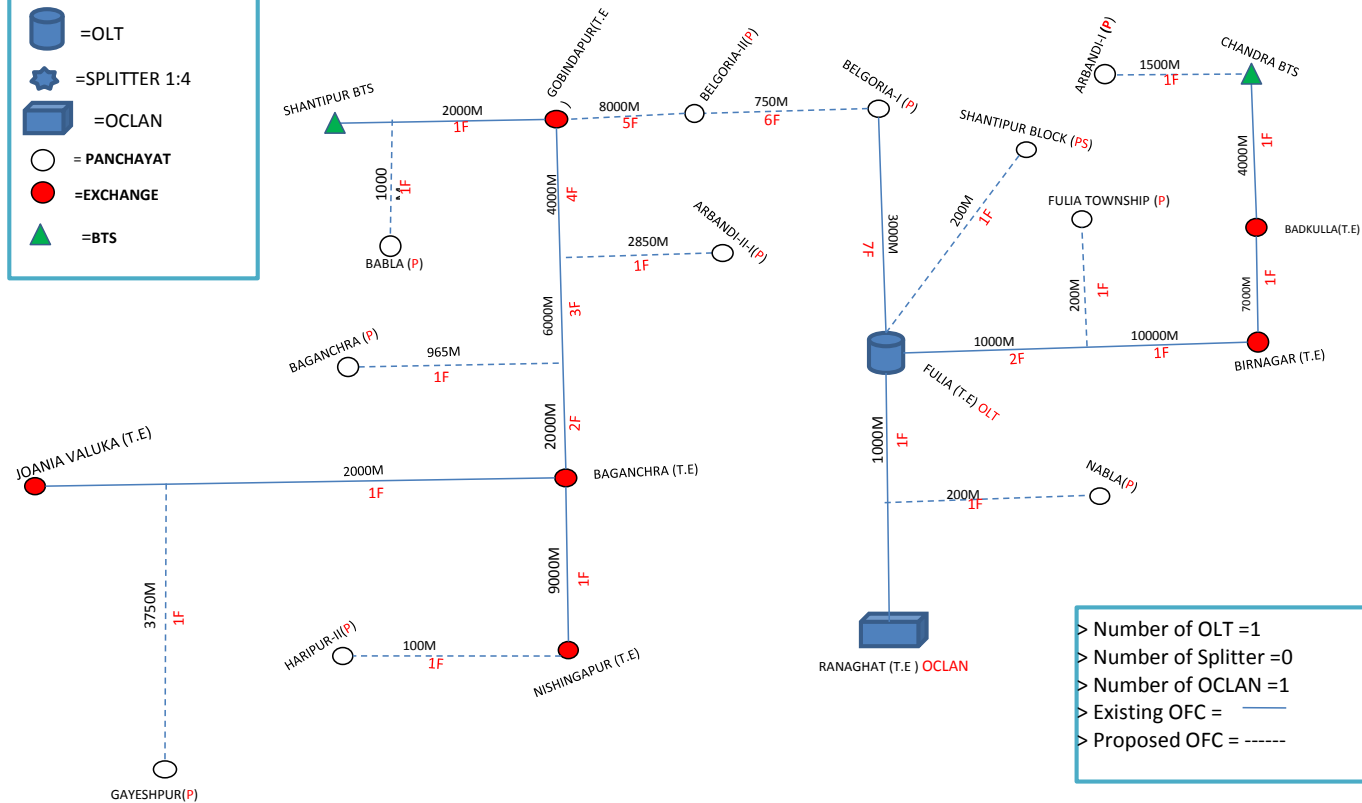 =OLT
=SPLITTER 1:4
=OCLAN
= PANCHAYAT
=EXCHANGE
=BTS
SHANTIPUR BTS
2000M
1F
GOBINDAPUR(T.E
)
8000M
5F
BELGORIA-II(P)
750M
6F
BELGORIA-I (P)
1000
1F
BABLA (P)
4000M
4F
2850M
1F
ARBANDI-II-I(P)
6000M
3F
BAGANCHRA (P)
965M
1F
2000M
2F
BAGANCHRA (T.E)
JOANIA VALUKA (T.E)
2000M
1F
3750M
1F
GAYESHPUR(P)
9000M
1F
HARIPUR-II(P)
100M
1F
NISHINGAPUR (T.E)
3000M
7F
SHANTIPUR BLOCK (PS)
200M
1F
FULIA TOWNSHIP (P)
200M
1F
ARBANDI-I (P)
1500M
1F
CHANDRA BTS
4000M
1F
BADKULLA(T.E)
7000M
1F
BIRNAGAR (T.E)
1000M
2F
10000M
1F
FULIA (T.E) OLT
1000M
1F
NABLA(P)
200M
1F
RANAGHAT (T.E ) OCLAN
> Number of OLT =1
> Number of Splitter =0
> Number of OCLAN =1
> Existing OFC =
> Proposed OFC = ------